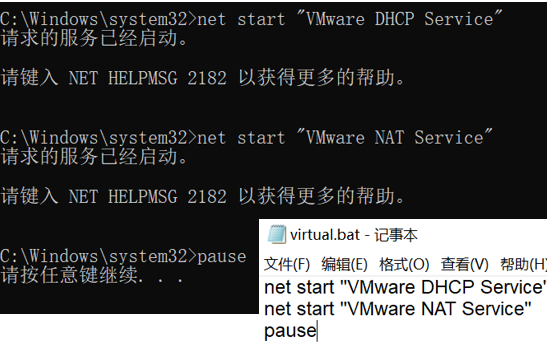 C:\Windows\system32>net start "VMware DHCP Service"
请求的服务已经启动。
请键入 NET HELPMSG 2182 以获得更多的帮助。
C:\Windows\system32>net start "VMware NAT Service"
请求的服务已经启动。
请键入 NET HELPMSG 2182 以获得更多的帮助。
C:\Windows\system32>pause
请按任意键继续. . .
virtual.bat - 记事本
文件(F) 编辑(E) 格式(O) 查看(V) 帮助(H)
net start "VMware DHCP Service"
net start "VMware NAT Service"
pause